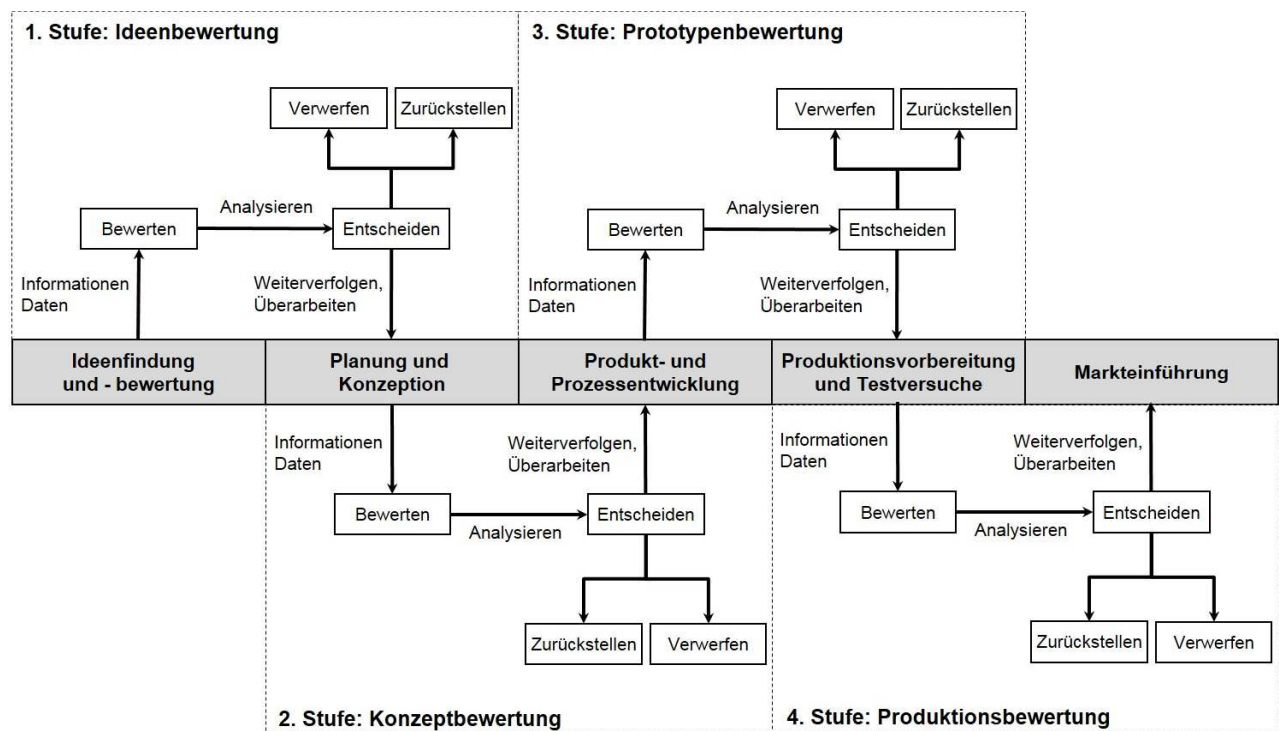 1. Stufe: Ideenbewertung
3. Stufe: Prototypenbewertung
Verwerfen
Zurückstellen
Verwerfen
Zurückstellen
Bewerten
Analysieren
Entscheiden
Bewerten
Analysieren
Entscheiden
Informationen
Daten
Weiterverfolgen,
Überarbeiten
Informationen
Daten
Weiterverfolgen,
Überarbeiten
Ideenfindung
und - bewertung
Planung und
Konzeption
Produkt- und
Prozessentwicklung
Produktionsvorbereitung
und Testversuche
Markteinführung
Informationen
Daten
Weiterverfolgen,
Überarbeiten
Informationen
Daten
Weiterverfolgen,
Überarbeiten
Bewerten
Analysieren
Entscheiden
Bewerten
Analysieren
Entscheiden
Zurückstellen
Verwerfen
Zurückstellen
Verwerfen
2. Stufe: Konzeptbewertung
4. Stufe: Produktionsbewertung